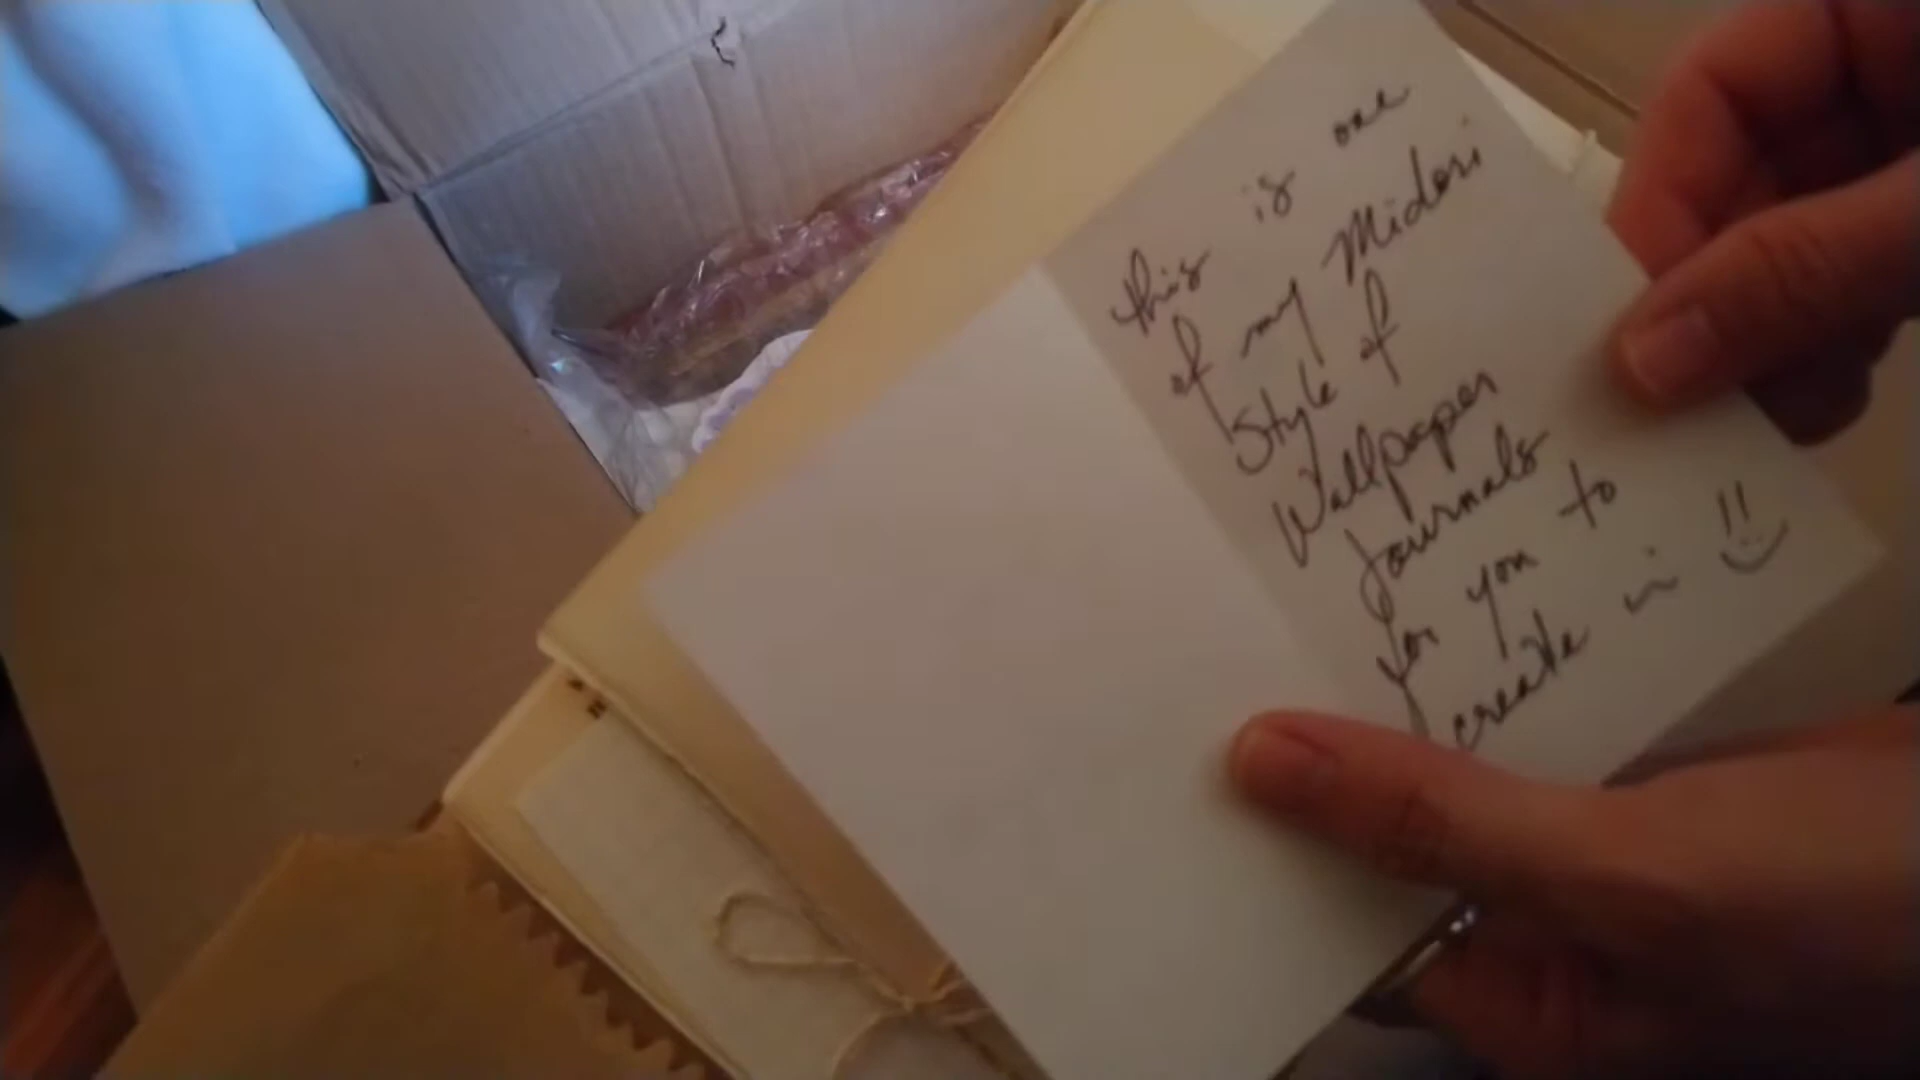 this is one
of my Midori
Style of
Wallpaper
Journals
for you to
create in !!